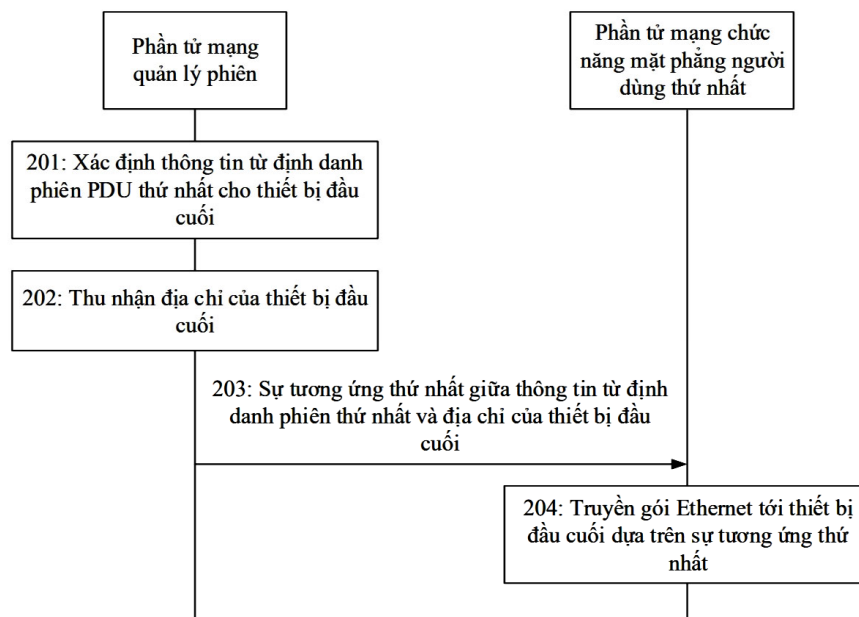 Phần tử mạng
quản lý phiên
Phần tử mạng chức
năng mặt phẳng người
dùng thứ nhất
201: Xác định thông tin từ định danh
phiên PDU thứ nhất cho thiết bị đầu
cuối
202: Thu nhận địa chỉ của thiết bị đầu
cuối
203: Sự tương ứng thứ nhất giữa thông tin từ định
danh phiên thứ nhất và địa chỉ của thiết bị đầu
cuối
204: Truyền gói Ethernet tới thiết bị
đầu cuối dựa trên sự tương ứng thứ
nhất